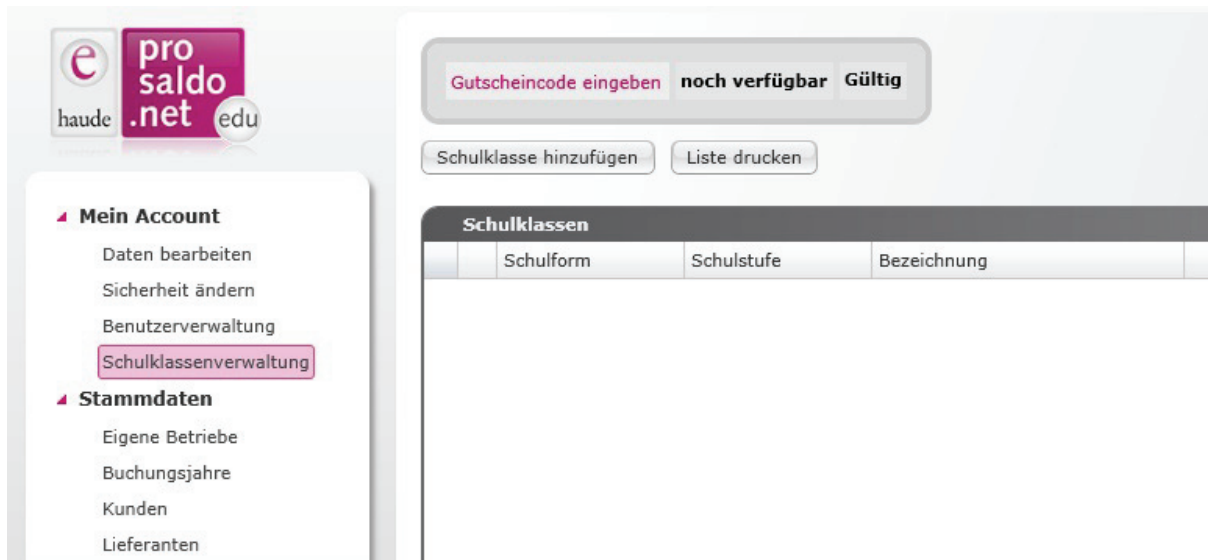 e
haude
pro
saldo
.net
edu
Gutscheincode eingeben noch verfügbar Gültig
Schulklasse hinzufügen Liste drucken
Mein Account
Daten bearbeiten
Sicherheit ändern
Benutzerverwaltung
Schulklassenverwaltung
Stammdaten
Eigene Betriebe
Buchungsjahre
Kunden
Lieferanten
Schulklassen
Schulform Schulstufe Bezeichnung